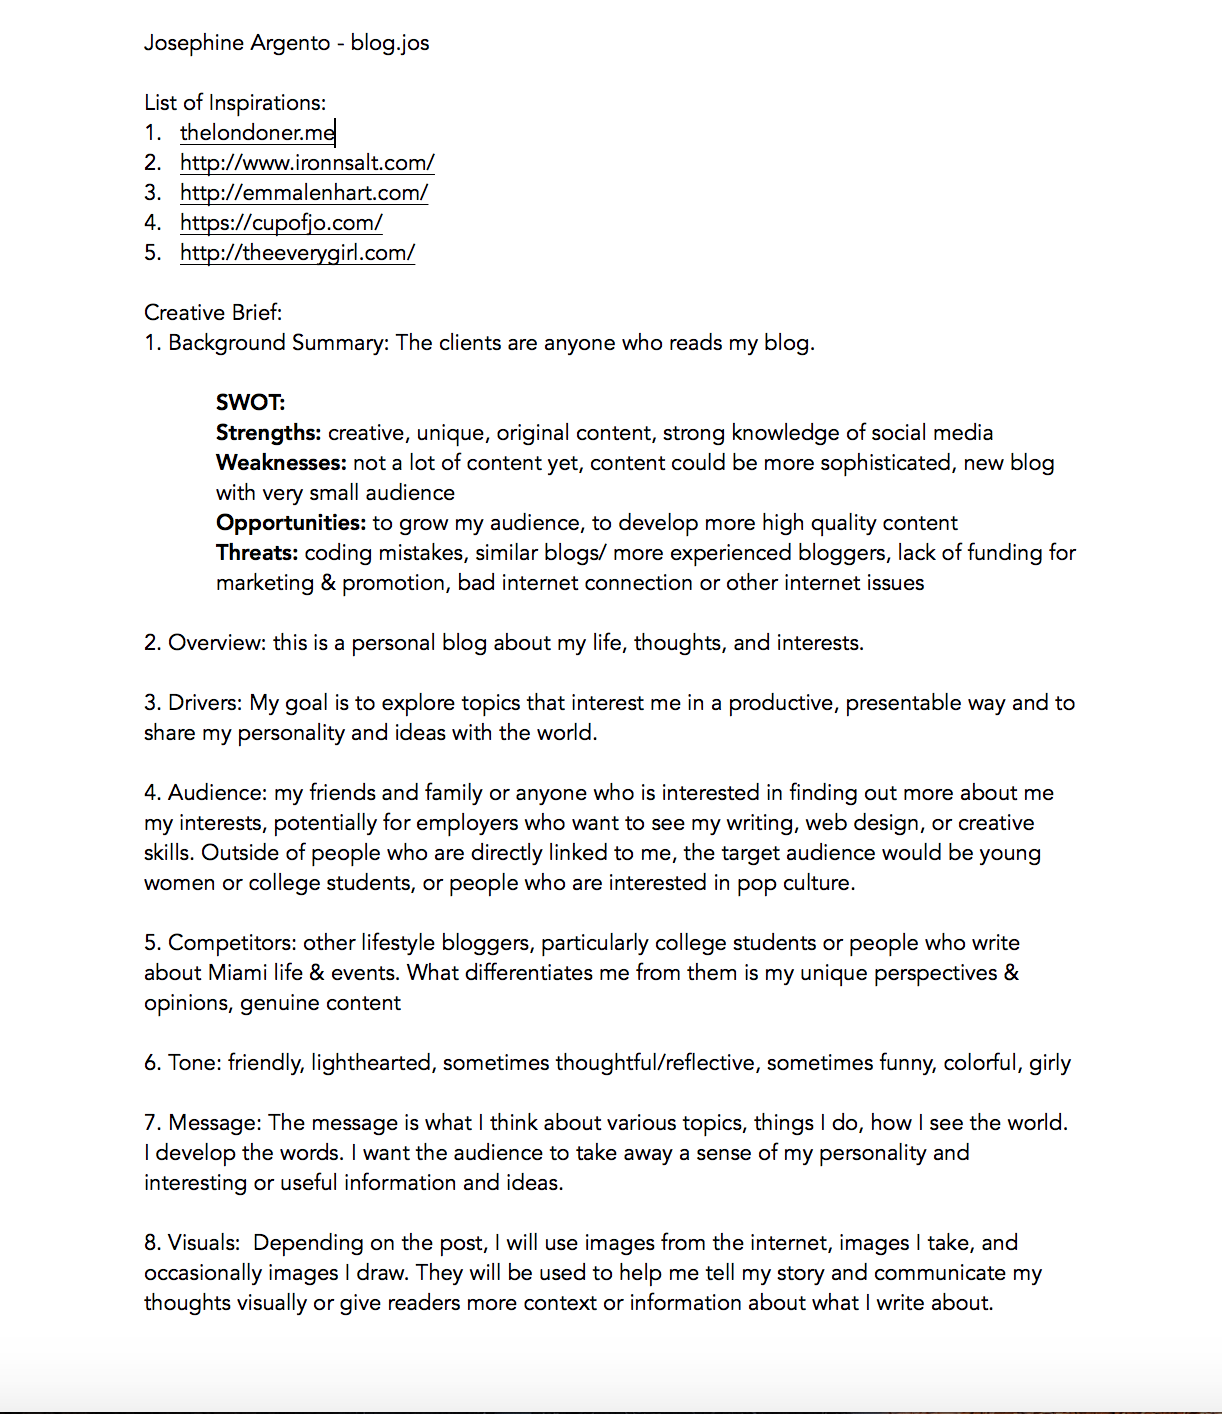 Josephine Argento - blog.jos
List of Inspirations:
1. thelondoner.me
2. http://www.ironnsalt.com/
3. http://emmalenhart.com/
4. https://cupofjo.com/
5. http://theeverygirl.com/
Creative Brief:
1. Background Summary: The clients are anyone who reads my blog.
SWOT:
Strengths: creative, unique, original content, strong knowledge of social media
Weaknesses: not a lot of content yet, content could be more sophisticated, new blog
with very small audience
Opportunities: to grow my audience, to develop more high quality content
Threats: coding mistakes, similar blogs/ more experienced bloggers, lack of funding for
marketing & promotion, bad internet connection or other internet issues
2. Overview: this is a personal blog about my life, thoughts, and interests.
3. Drivers: My goal is to explore topics that interest me in a productive, presentable way and to
share my personality and ideas with the world.
4. Audience: my friends and family or anyone who is interested in finding out more about me
my interests, potentially for employers who want to see my writing, web design, or creative
skills. Outside of people who are directly linked to me, the target audience would be young
women or college students, or people who are interested in pop culture.
5. Competitors: other lifestyle bloggers, particularly college students or people who write
about Miami life & events. What differentiates me from them is my unique perspectives &
opinions, genuine content
6. Tone: friendly, lighthearted, sometimes thoughtful/reflective, sometimes funny, colorful, girly
7. Message: The message is what I think about various topics, things I do, how I see the world.
I develop the words. I want the audience to take away a sense of my personality and
interesting or useful information and ideas.
8. Visuals:  Depending on the post, I will use images from the internet, images I take, and
occasionally images I draw. They will be used to help me tell my story and communicate my
thoughts visually or give readers more context or information about what I write about.